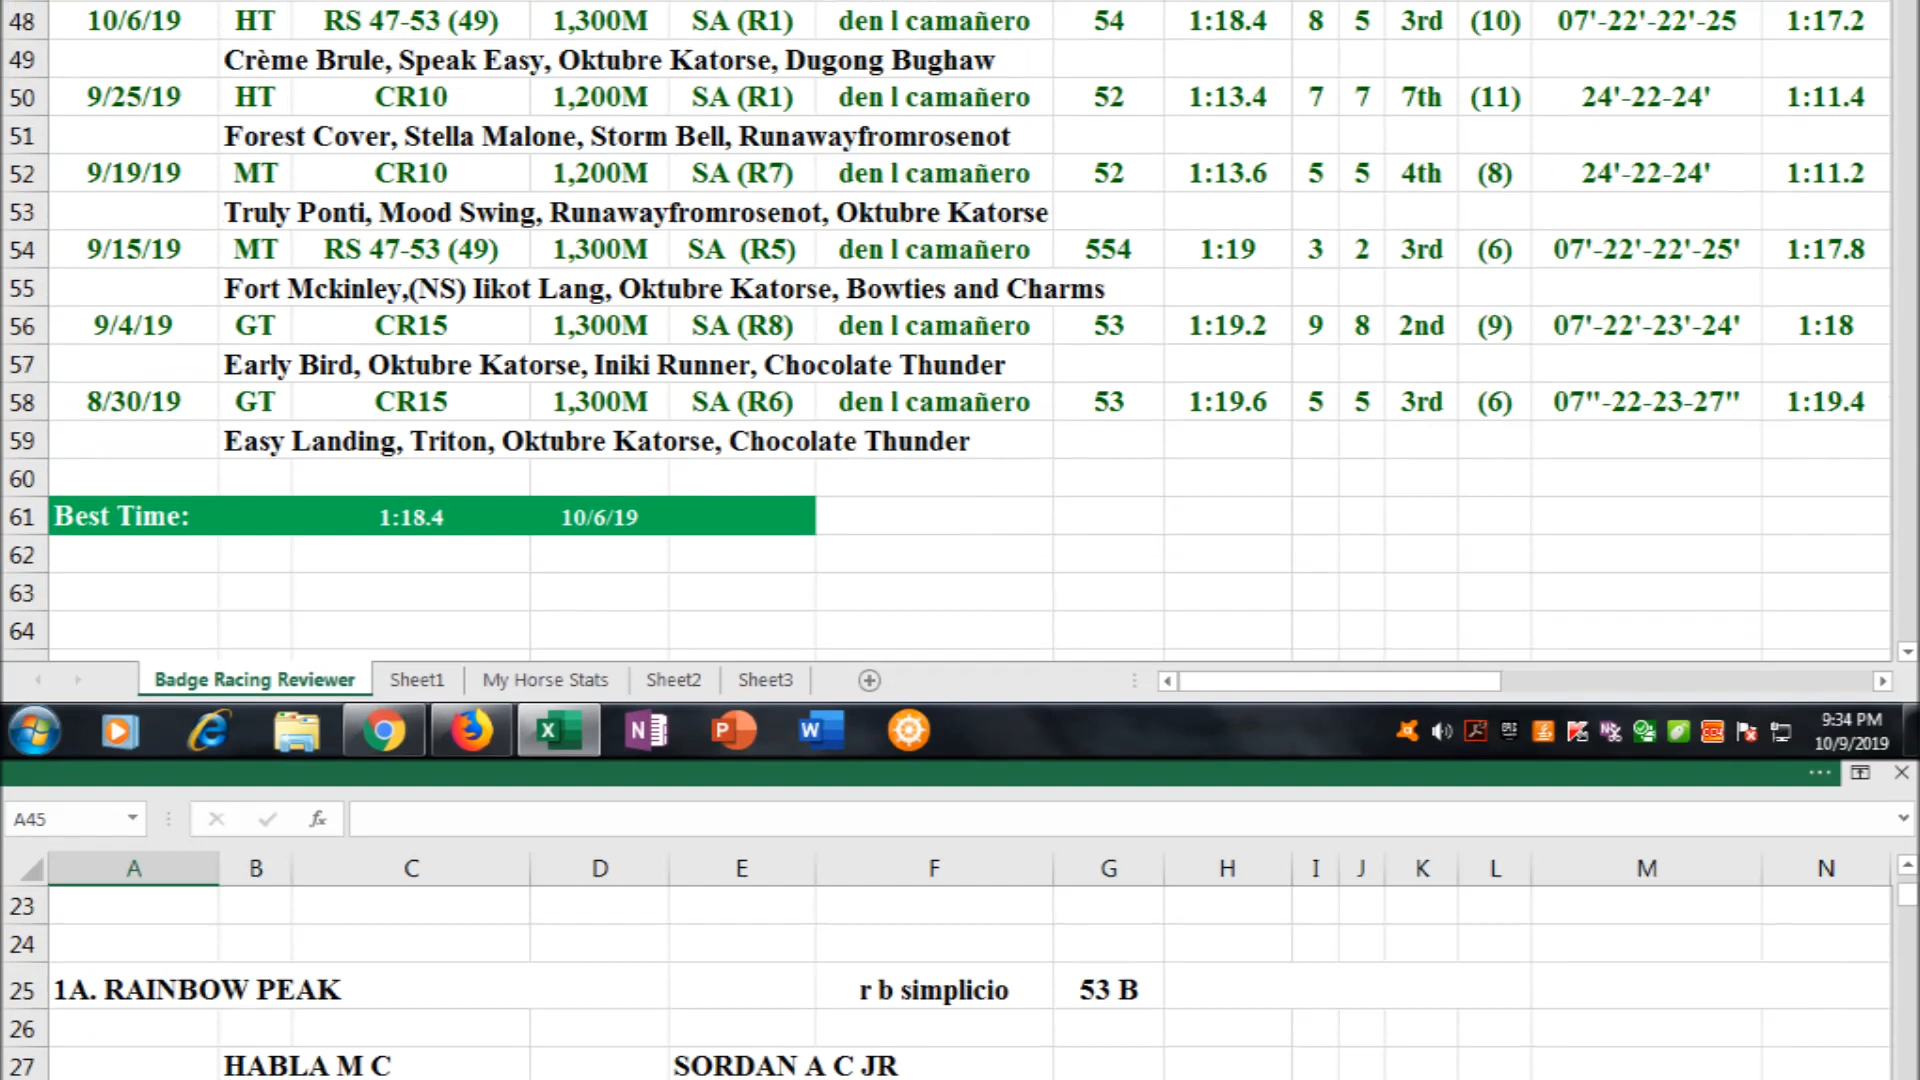 48 10/6/19 HT RS 47-53 (49) 1,300M SA (R1) den l camañero 54 1:18.4 8 5 3rd (10) 07'-22'-22'-25 1:17.2
49 Crème Brule, Speak Easy, Oktubre Katorse, Dugong Bughaw
50 9/25/19 HT CR10 1,200M SA (R1) den l camañero 52 1:13.4 7 7 7th (11) 24'-22-24' 1:11.4
51 Forest Cover, Stella Malone, Storm Bell, Runawayfromrosenot
52 9/19/19 MT CR10 1,200M SA (R7) den l camañero 52 1:13.6 5 5 4th (8) 24'-22-24' 1:11.2
53 Truly Ponti, Mood Swing, Runawayfromrosenot, Oktubre Katorse
54 9/15/19 MT RS 47-53 (49) 1,300M SA (R5) den l camañero 554 1:19 3 2 3rd (6) 07'-22'-22'-25' 1:17.8
55 Fort Mckinley,(NS) Iikot Lang, Oktubre Katorse, Bowties and Charms
56 9/4/19 GT CR15 1,300M SA (R8) den l camañero 53 1:19.2 9 8 2nd (9) 07'-22'-23'-24' 1:18
57 Early Bird, Oktubre Katorse, Iniki Runner, Chocolate Thunder
58 8/30/19 GT CR15 1,300M SA (R6) den l camañero 53 1:19.6 5 5 3rd (6) 07"-22-23-27" 1:19.4
59 Easy Landing, Triton, Oktubre Katorse, Chocolate Thunder
60
61 Best Time: 1:18.4 10/6/19
62
63
64
Badge Racing Reviewer Sheet1 My Horse Stats Sheet2 Sheet3
9:34 PM
10/9/2019
A45 fx
A B C D E F G H I J K L M N
23
24
25 1A. RAINBOW PEAK r b simplicio 53 B
26
27 HABLA M C SORDAN A C JR